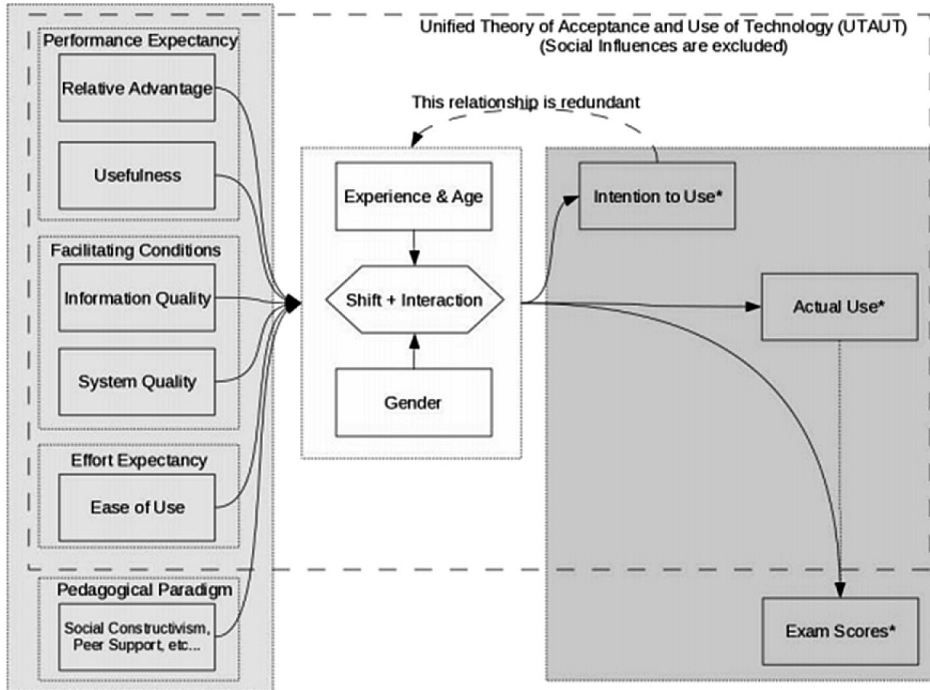 Unified Theory of Acceptance and Use of Technology (UTAUT)
(Social Influences are excluded)
Performance Expectancy
Relative Advantage
Usefulness
Facilitating Conditions
Information Quality
System Quality
Effort Expectancy
Ease of Use
Pedagogical Paradigm
Social Constructivism,
Peer Support, etc...
This relationship is redundant
Experience & Age
Shift + Interaction
Gender
Intention to Use*
Actual Use*
Exam Scores*